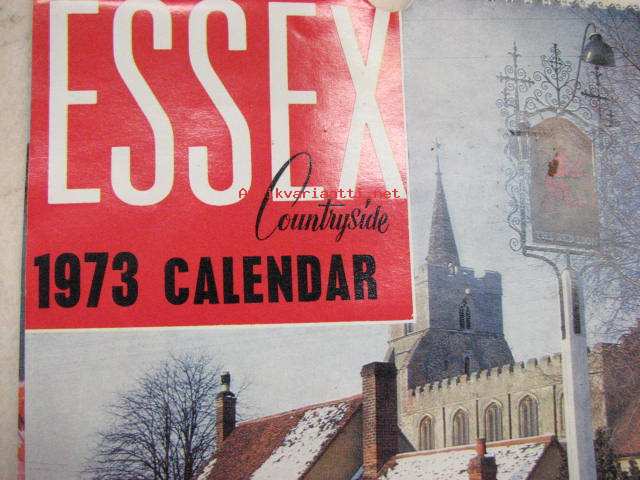 ESSEX
Countryside
Antikvariaatti.net
1973 CALENDAR